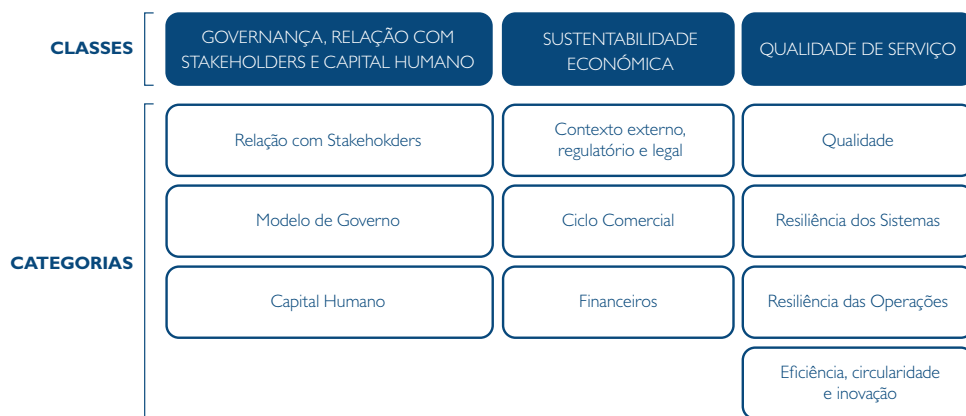 CLASSES
GOVERNANÇA, RELAÇÃO COM
STAKEHOLDERS E CAPITAL HUMANO
SUSTENTABILIDADE
ECONÓMICA
QUALIDADE DE SERVIÇO
CATEGORIAS
Relação com Stakehokders
Contexto externo,
regulatório e legal
Qualidade
Modelo de Governo
Ciclo Comercial
Resiliência dos Sistemas
Capital Humano
Financeiros
Resiliência das Operações
Eficiência, circularidade
e inovação